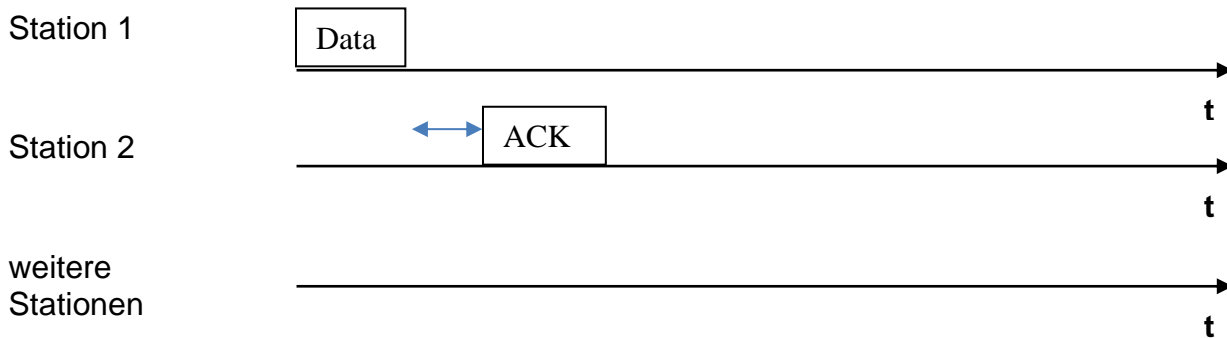 Station 1
Data
t
Station 2
ACK
t
weitere
Stationen
t